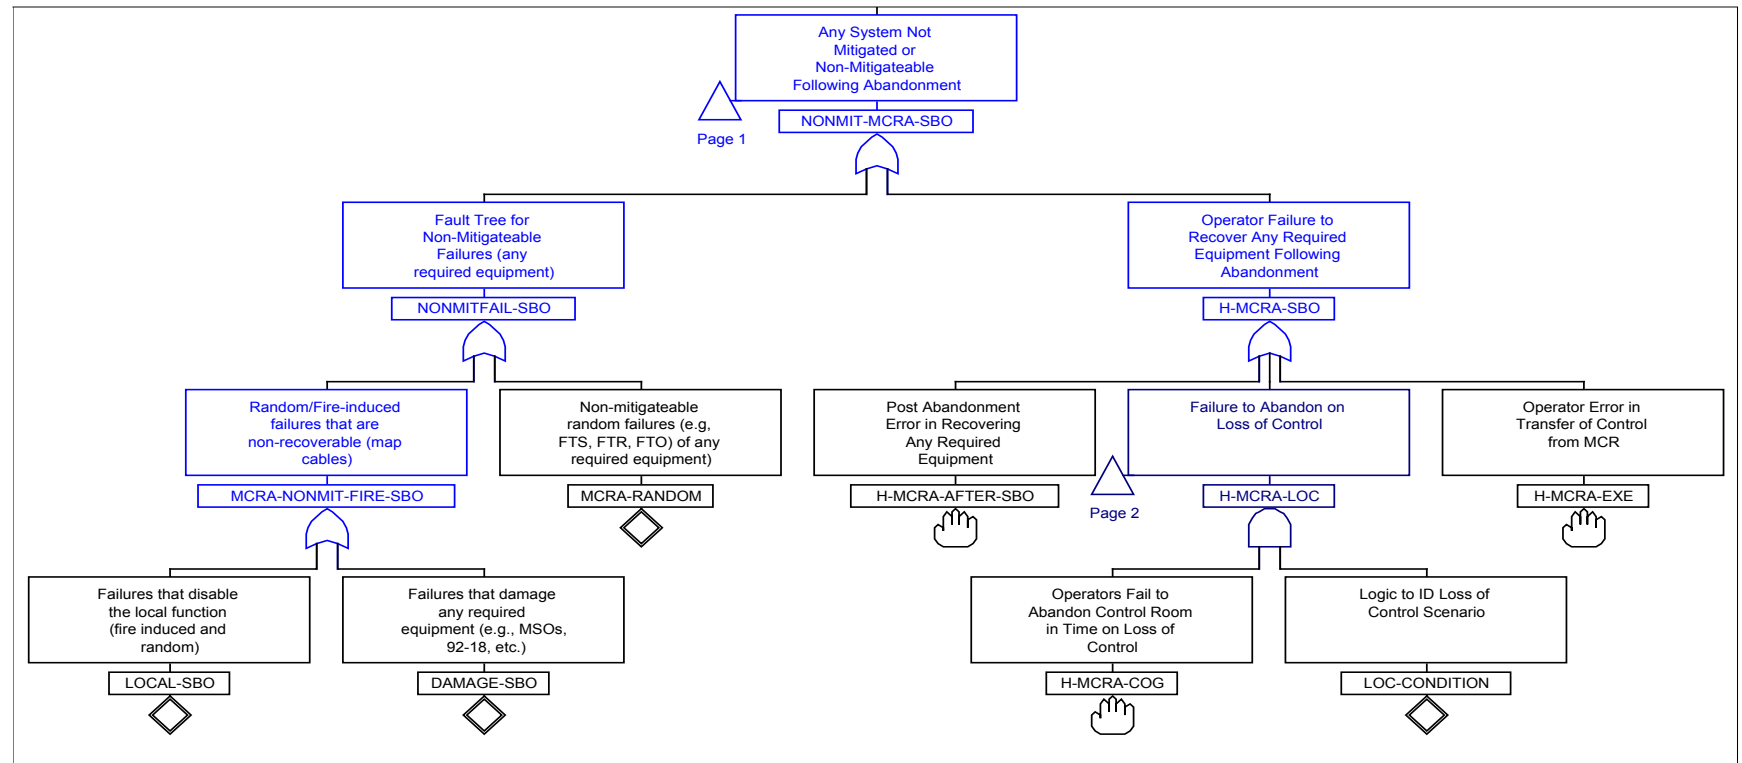 Any System Not
Mitigated or
Non-Mitigateable
Following Abandonment
Page 1
NONMIT-MCRA-SBO
Fault Tree for
Non-Mitigateable
Failures (any
required equipment)
NONMITFAIL-SBO
Operator Failure to
Recover Any Required
Equipment Following
Abandonment
H-MCRA-SBO
Random/Fire-induced
failures that are
non-recoverable (map
cables)
MCRA-NONMIT-FIRE-SBO
Non-mitigateable
random failures (e.g,
FTS, FTR, FTO) of any
required equipment)
MCRA-RANDOM
Post Abandonment
Error in Recovering
Any Required
Equipment
H-MCRA-AFTER-SBO
Failure to Abandon on
Loss of Control
Page 2
H-MCRA-LOC
Operator Error in
Transfer of Control
from MCR
H-MCRA-EXE
Failures that disable
the local function
(fire induced and
random)
LOCAL-SBO
Failures that damage
any required
equipment (e.g., MSOs,
92-18, etc.)
DAMAGE-SBO
Operators Fail to
Abandon Control Room
in Time on Loss of
Control
H-MCRA-COG
Logic to ID Loss of
Control Scenario
LOC-CONDITION